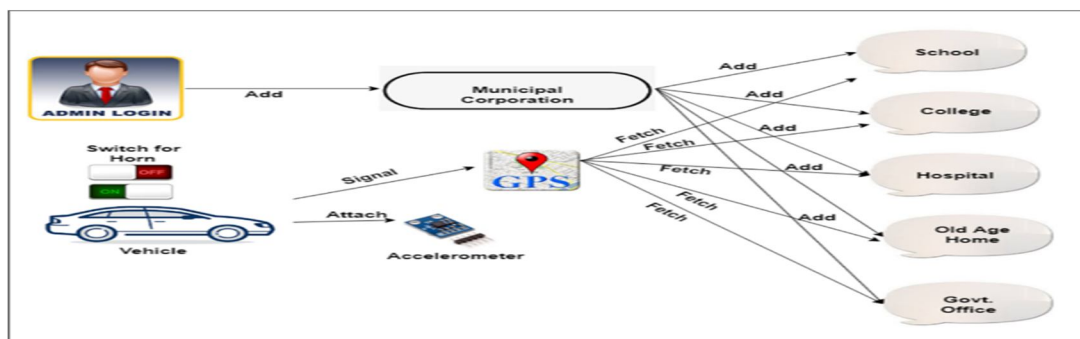 ADMIN LOGIN
Add
Municipal
Corporation
Add
School
Add
College
Add
Hospital
Add
Old Age
Home
Add
Govt.
Office
Switch for
Horn
OFF
ON
Vehicle
Signal
Attach
Accelerometer
GPS
Fetch
Fetch
Fetch
Fetch
Fetch